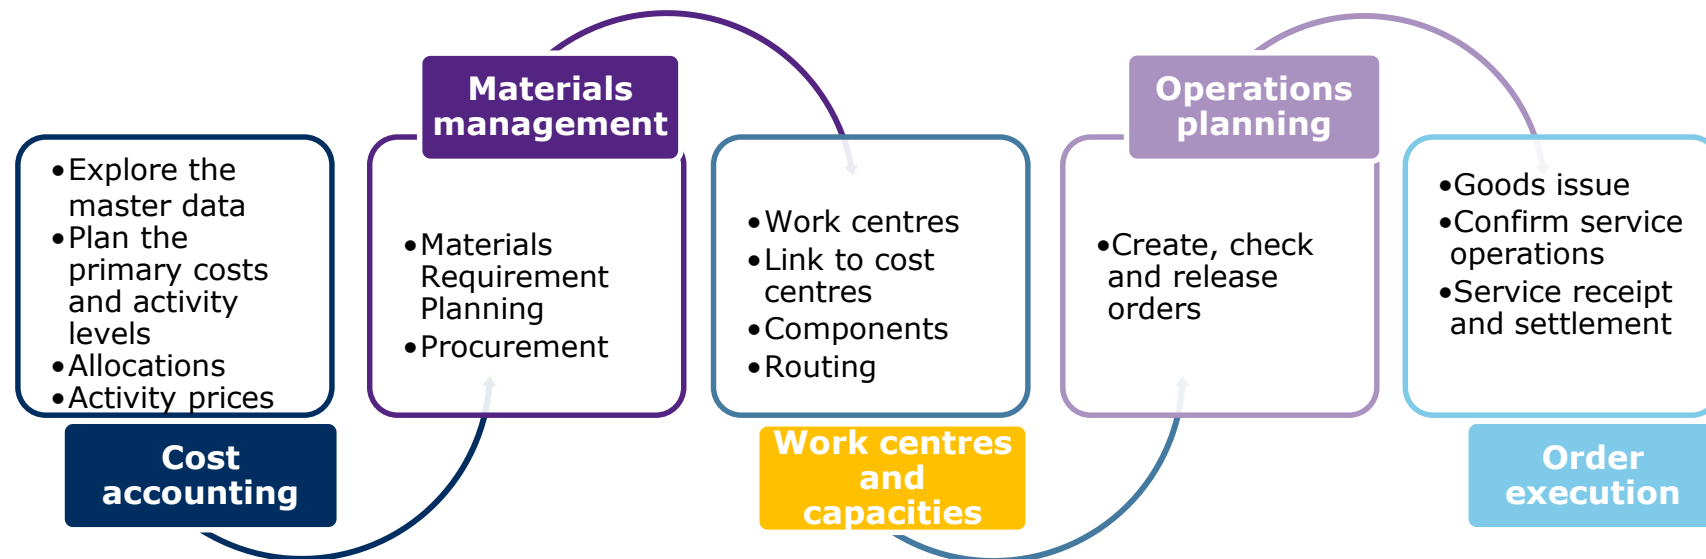 •Explore the
master data
•Plan the
primary costs
and activity
levels
•Allocations
•Activity prices
Cost
accounting
Materials
management
•Materials
Requirement
Planning
•Procurement
•Work centres
•Link to cost
centres
•Components
•Routing
Work centres
and
capacities
Operations
planning
•Create, check
and release
orders
•Goods issue
•Confirm service
operations
•Service receipt
and settlement
Order
execution